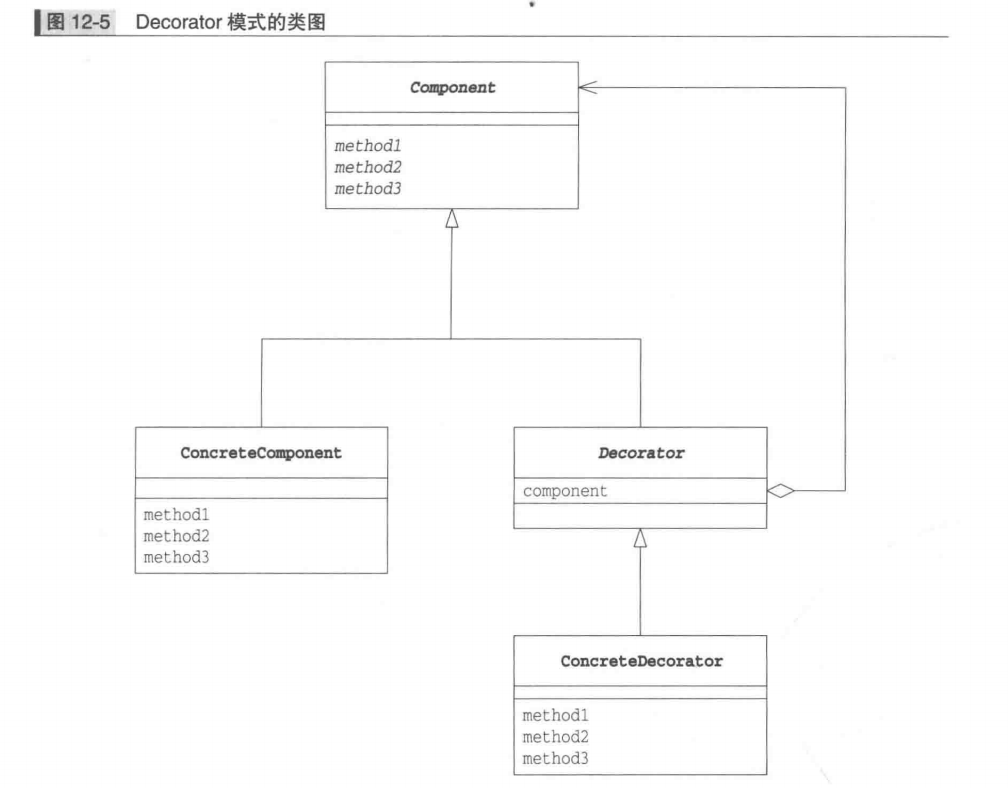 图 12-5 Decorator 模式的类图
Component
method1
method2
method3
ConcreteComponent
method1
method2
method3
Decorator
component
ConcreteDecorator
method1
method2
method3